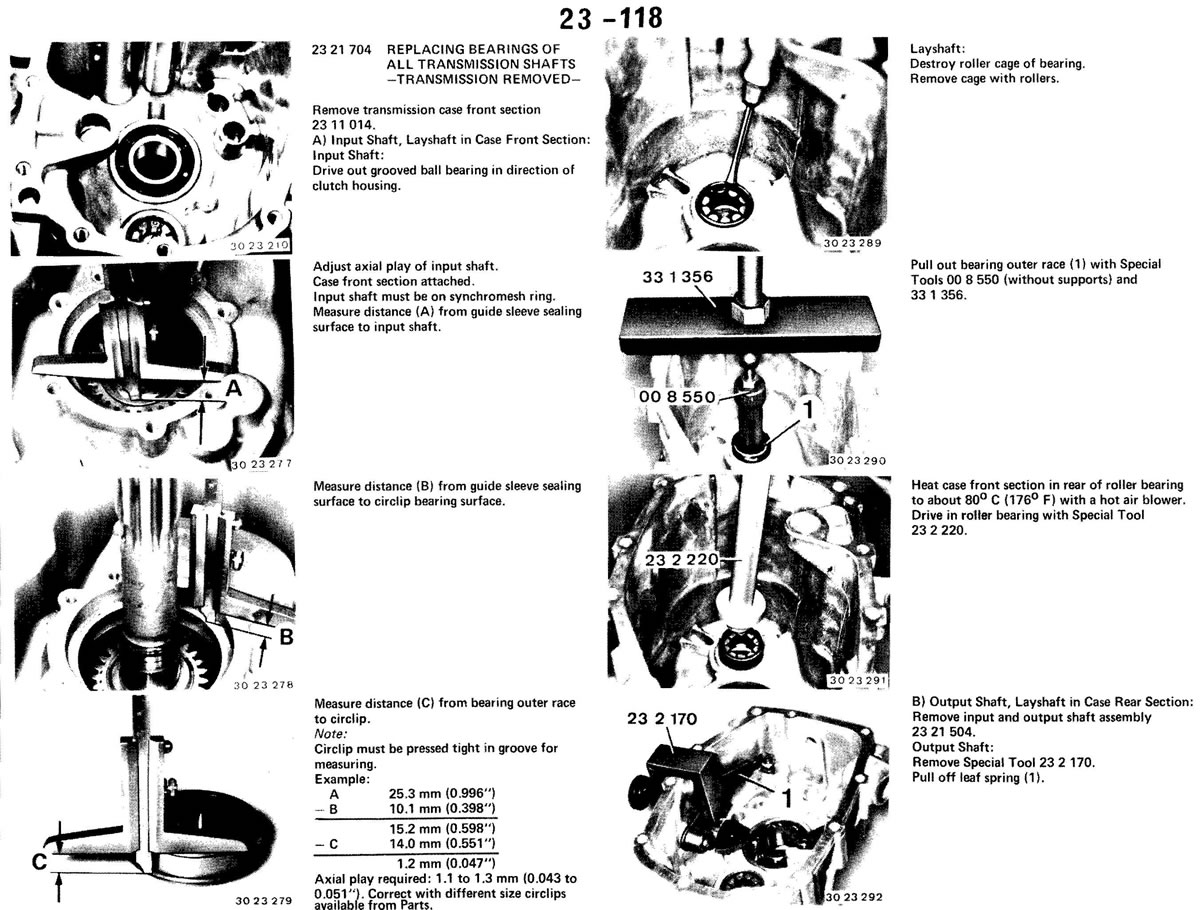 23 -118
23 21 704 REPLACING BEARINGS OF
ALL TRANSMISSION SHAFTS
—TRANSMISSION REMOVED—
Remove transmission case front section
23 11 014.
A) Input Shaft, Layshaft in Case Front Section:
Input Shaft:
Drive out grooved ball bearing in direction of
clutch housing.
30 23 210
Adjust axial play of input shaft.
Case front section attached.
Input shaft must be on synchromesh ring.
Measure distance (A) from guide sleeve sealing
surface to input shaft.
A
30 23 277
Measure distance (B) from guide sleeve sealing
surface to circlip bearing surface.
B
30 23 278
Measure distance (C) from bearing outer race
to circlip.
Note:
Circlip must be pressed tight in groove for
measuring.
Example:
A 25.3 mm (0.996")
— B 10.1 mm (0.398")
15.2 mm (0.598")
— C 14.0 mm (0.551")
1.2 mm (0.047")
Axial play required: 1.1 to 1.3 mm (0.043 to
0.051"). Correct with different size circlips
available from Parts.
C
30 23 279
Layshaft:
Destroy roller cage of bearing.
Remove cage with rollers.
30 23 289
Pull out bearing outer race (1) with Special
Tools 00 8 550 (without supports) and
33 1 356.
33 1 356
00 8 550
1
30 23 290
Heat case front section in rear of roller bearing
to about 80° C (176° F) with a hot air blower.
Drive in roller bearing with Special Tool
23 2 220.
23 2 220
30 23 291
B) Output Shaft, Layshaft in Case Rear Section:
Remove input and output shaft assembly
23 21 504.
Output Shaft:
Remove Special Tool 23 2 170.
Pull off leaf spring (1).
23 2 170
1
30 23 292